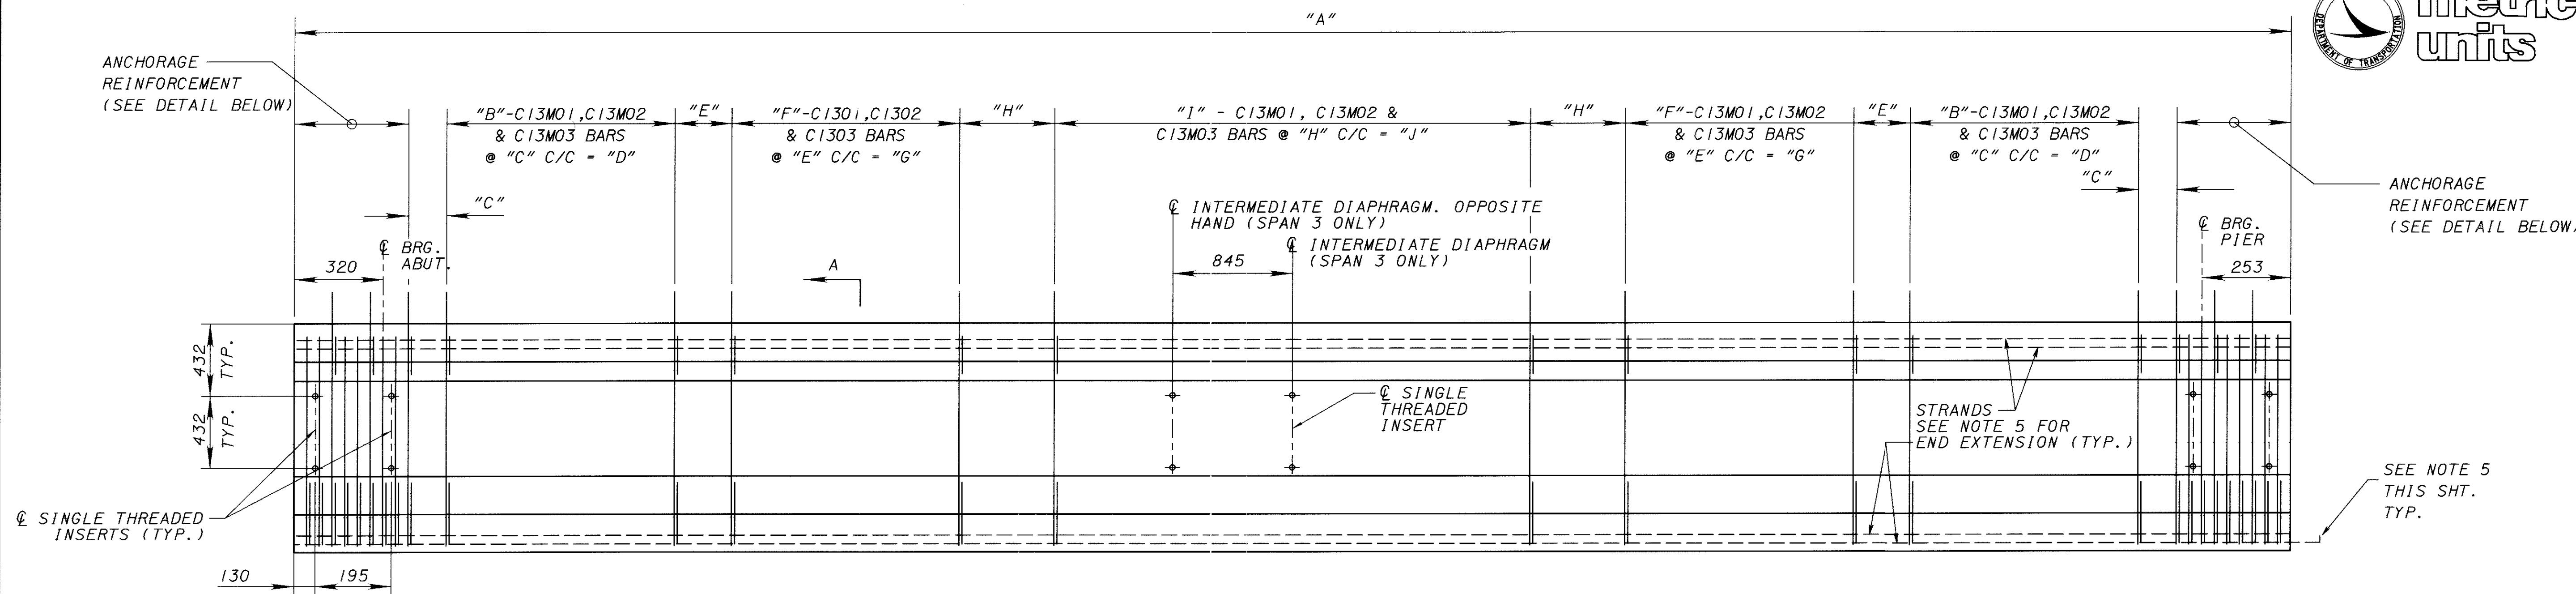 "A"
DEPARTMENT OF TRANSPORTATION
metric
units
ANCHORAGE
REINFORCEMENT
(SEE DETAIL BELOW)
"B"-C13M01,C13M02
& C13M03 BARS
@ "C" C/C = "D"
"E"
"F"-C1301,C1302
& C1303 BARS
@ "E" C/C = "G"
"H"
"I" - C13M01, C13M02 &
C13M03 BARS @ "H" C/C = "J"
"H"
"F"-C13M01,C13M02
& C13M03 BARS
@ "E" C/C = "G"
"E"
"B"-C13M01,C13M02
& C13M03 BARS
@ "C" C/C = "D"
"C"
ANCHORAGE
REINFORCEMENT
(SEE DETAIL BELOW)
"C"
℄ BRG.
ABUT.
320
A
℄ INTERMEDIATE DIAPHRAGM. OPPOSITE
HAND (SPAN 3 ONLY)
℄ INTERMEDIATE DIAPHRAGM
(SPAN 3 ONLY)
845
℄ BRG.
PIER
253
432
TYP.
432
TYP.
℄ SINGLE
THREADED
INSERT
STRANDS
SEE NOTE 5 FOR
END EXTENSION (TYP.)
SEE NOTE 5
THIS SHT.
TYP.
℄ SINGLE THREADED
INSERTS (TYP.)
130
195